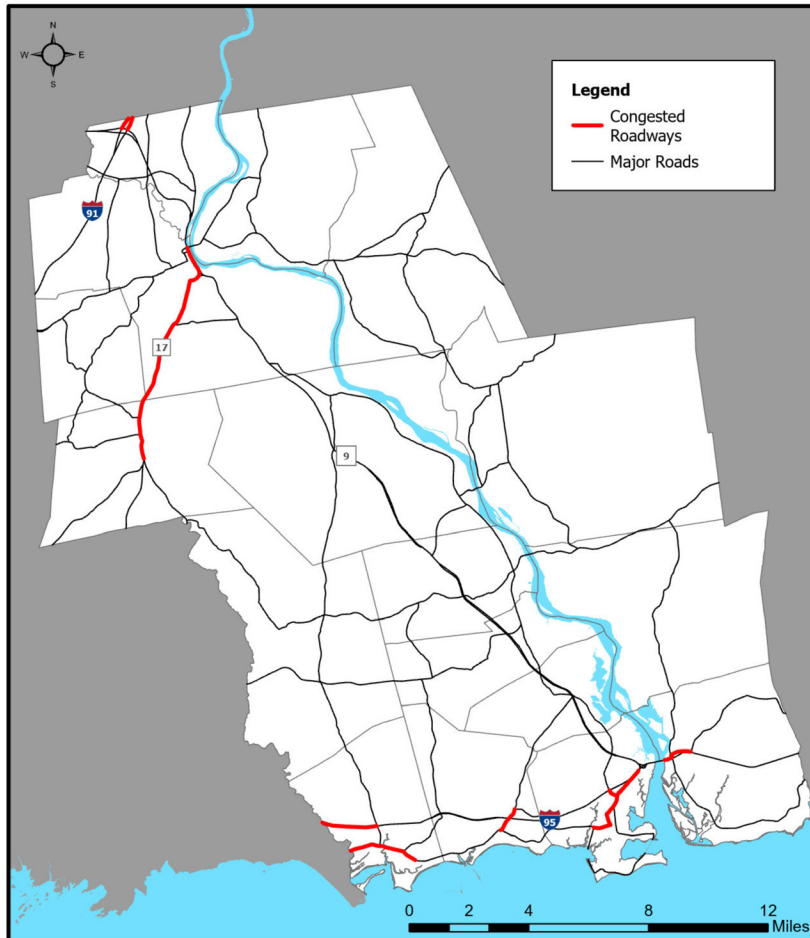 N
W E
S
Legend
Congested
Roadways
Major Roads
91
17
9
95
0 2 4 8 12
Miles